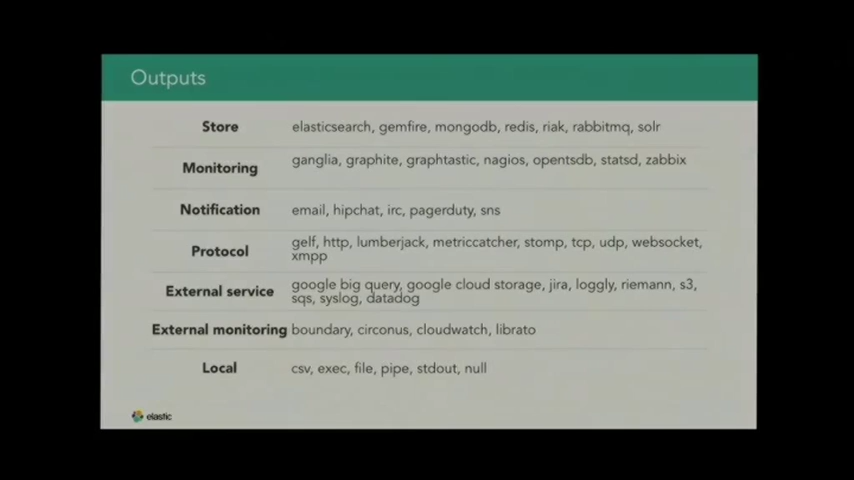 Outputs
Store elasticsearch, gemfire, mongodb, redis, riak, rabbitmq, solr
Monitoring ganglia, graphite, graphtastic, nagios, opentsdb, statsd, zabbix
Notification email, hipchat, irc, pagerduty, sns
Protocol gelf, http, lumberjack, metriccatcher, stomp, tcp, udp, websocket,
xmpp
External service google big query, google cloud storage, jira, loggly, riemann, s3,
sqs, syslog, datadog
External monitoring boundary, circonus, cloudwatch, librato
Local csv, exec, file, pipe, stdout, null
elastic